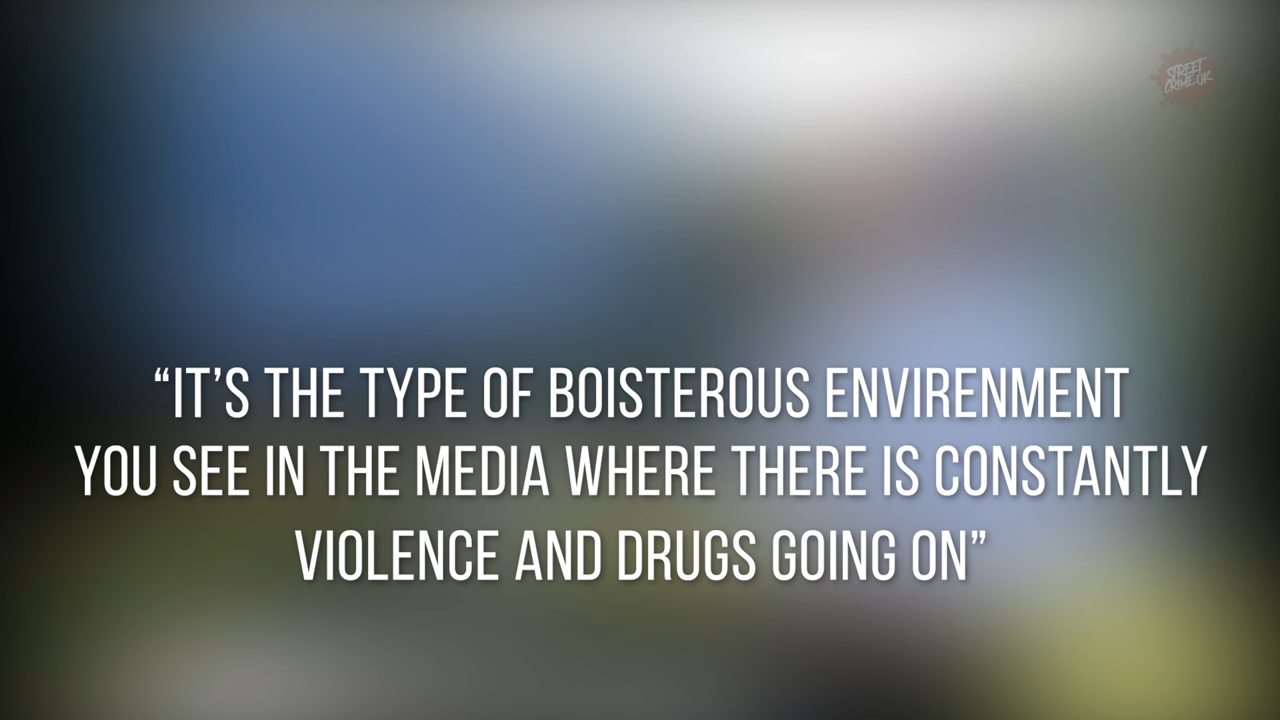 STREET
CRIME UK
“IT’S THE TYPE OF BOISTEROUS ENVIRENMENT
YOU SEE IN THE MEDIA WHERE THERE IS CONSTANTLY
VIOLENCE AND DRUGS GOING ON”